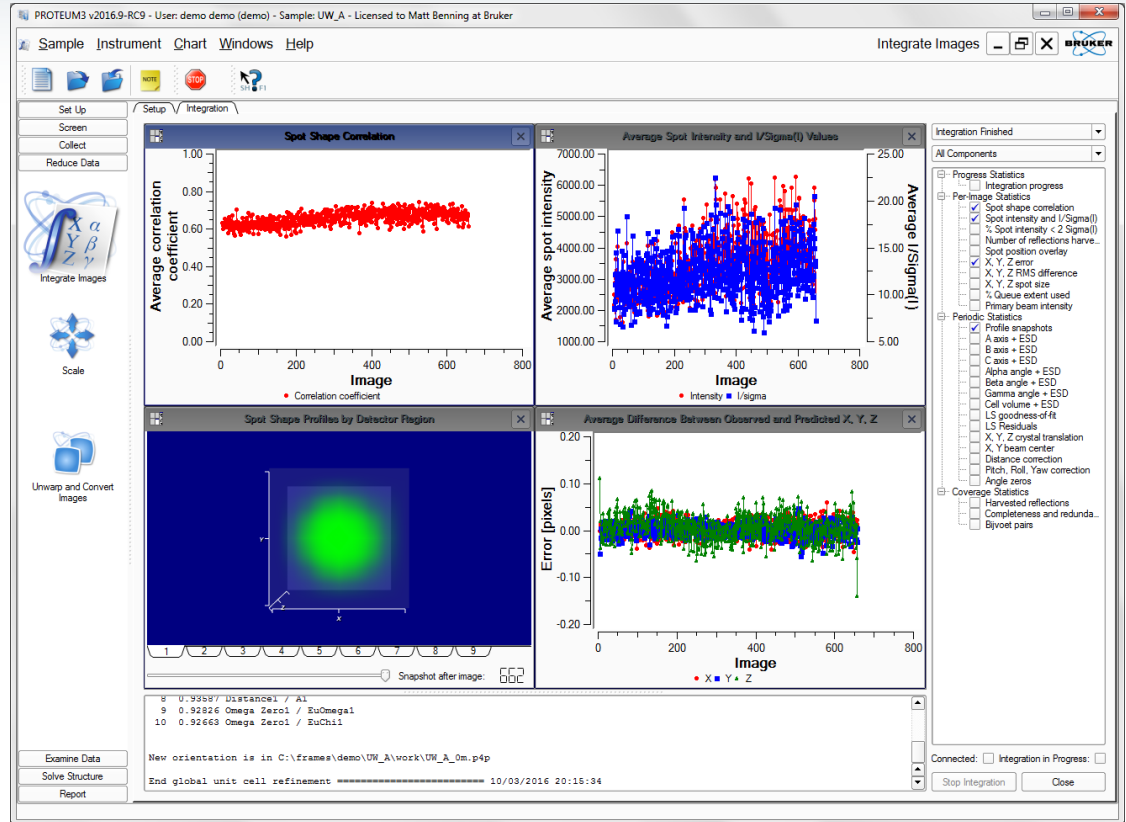 PROTEUM3 v2016.9-RC9 - User: demo demo (demo) - Sample: UW_A - Licensed to Matt Benning at Bruker
Sample Instrument Chart Windows Help
Integrate Images
BRUKER
NOTE
STOP
SH FI
Set Up
Screen
Collect
Reduce Data
X α
Y β
Z γ
Integrate Images
Scale
Unwarp and Convert
Images
Examine Data
Solve Structure
Report
Setup
Integration
Spot Shape Correlation
1.00
0.80
0.60
0.40
0.20
0.00
Average correlation
coefficient
0 200 400 600 800
Image
Correlation coefficient
Average Spot Intensity and I/Sigma(I) Values
7000.00
6000.00
5000.00
4000.00
3000.00
2000.00
1000.00
Average spot intensity
25.00
20.00
15.00
10.00
5.00
Average I/Sigma(I)
0 200 400 600 800
Image
Intensity I/sigma
Spot Shape Profiles by Detector Region
Y
Z
X
1 2 3 4 5 6 7 8 9
Snapshot after image: 662
Average Difference Between Observed and Predicted X, Y, Z
0.20
0.10
0.00
-0.10
-0.20
Error [pixels]
0 200 400 600 800
Image
X Y Z
8 0.93587 Distance1 / A1
9 0.92826 Omega Zero1 / EuOmega1
10 0.92663 Omega Zero1 / EuChi1
New orientation is in C:\frames\demo\UW_A\work\UW_A_0m.p4p
End global unit cell refinement ======================== 10/03/2016 20:15:34
Integration Finished
All Components
Progress Statistics
Integration progress
Per-Image Statistics
Spot shape correlation
Spot intensity and I/Sigma(I)
% Spot intensity < 2 Sigma(I)
Number of reflections harve...
Spot position overlay
X, Y, Z error
X, Y, Z RMS difference
X, Y, Z spot size
% Queue extent used
Primary beam intensity
Periodic Statistics
Profile snapshots
A axis + ESD
B axis + ESD
C axis + ESD
Alpha angle + ESD
Beta angle + ESD
Gamma angle + ESD
Cell volume + ESD
LS goodness-of-fit
LS Residuals
X, Y, Z crystal translation
X, Y beam center
Distance correction
Pitch, Roll, Yaw correction
Angle zeros
Coverage Statistics
Harvested reflections
Completeness and redunda...
Bijvoet pairs
Connected: Integration in Progress:
Stop Integration
Close